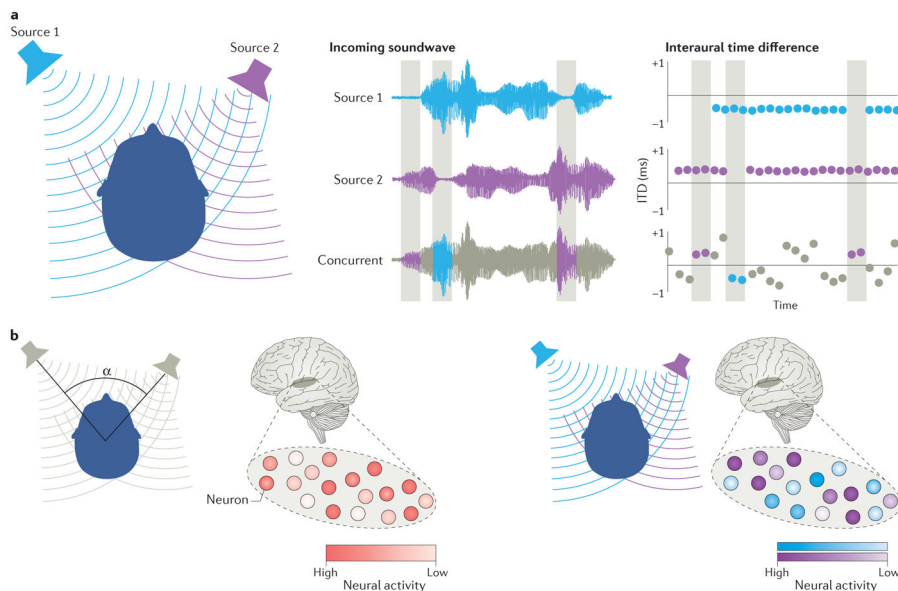 a
Source 1
Source 2
Incoming soundwave
Source 1
Source 2
Concurrent
Interaural time difference
ITD (ms)
+1
−1
+1
−1
+1
−1
Time
b
α
Neuron
High
Low
Neural activity
High
Low
Neural activity